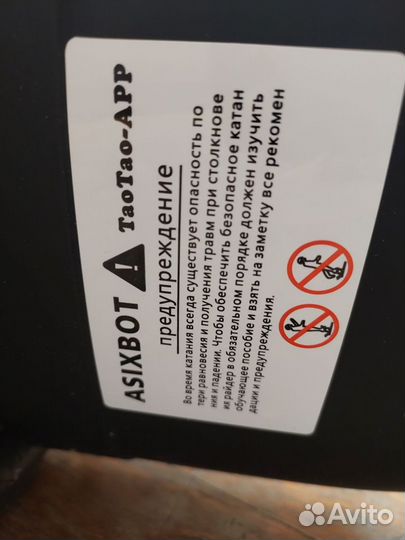 ASIXBOT TaoTao-APP
предупреждение
Во время катания всегда существует опасность по
тери равновесия и получения травм при столкнове
нии и падении. Чтобы обеспечить безопасное катан
ия райдер в обязательном порядке должен изучить
обучающее пособие и взять на заметку все рекомен
дации и предупреждения.
Avito